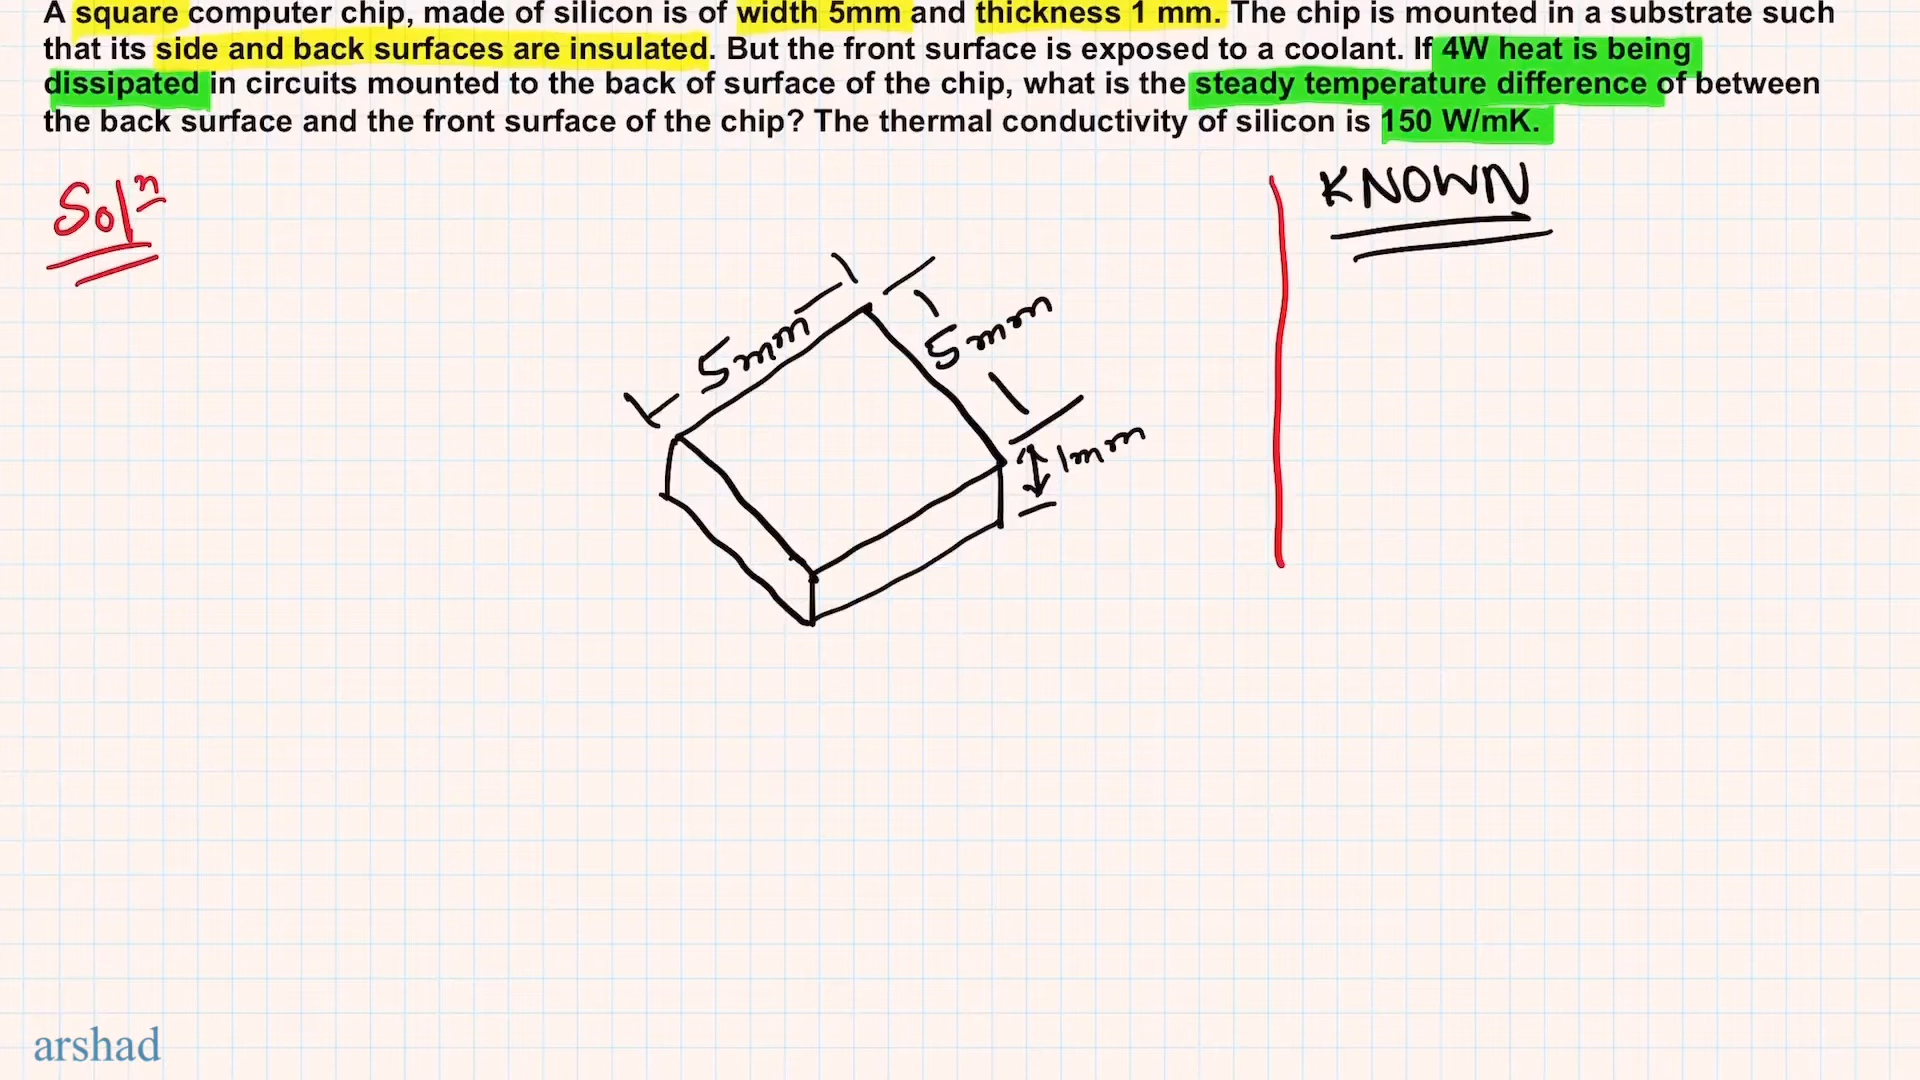 A square computer chip, made of silicon is of width 5mm and thickness 1 mm. The chip is mounted in a substrate such
that its side and back surfaces are insulated. But the front surface is exposed to a coolant. If 4W heat is being
dissipated in circuits mounted to the back of surface of the chip, what is the steady temperature difference of between
the back surface and the front surface of the chip? The thermal conductivity of silicon is 150 W/mK.
Solⁿ
KNOWN
5mm
5mm
1mm
arshad